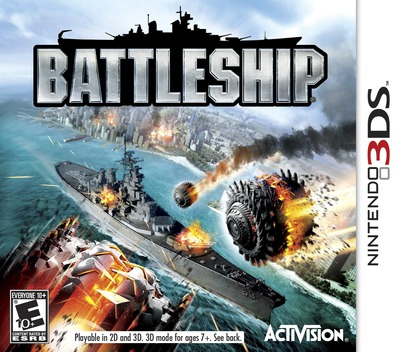 BATTLESHIP
NINTENDO 3DS
EVERYONE 10+
E
10+
CONTENT RATED BY
ESRB
Playable in 2D and 3D. 3D mode for ages 7+. See back.
ACTIVISION